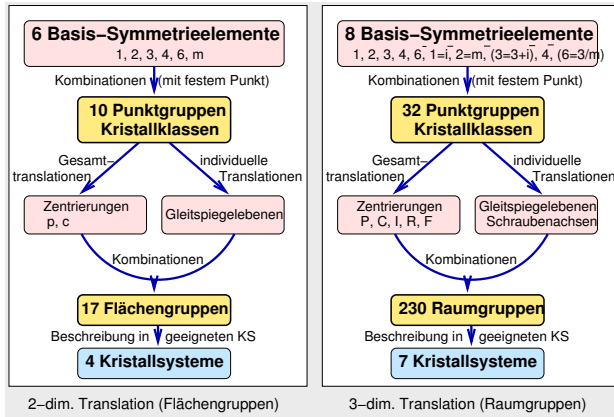 6 Basis–Symmetrieelemente
1, 2, 3, 4, 6, m
Kombinationen (mit festem Punkt)
10 Punktgruppen
Kristallklassen
Gesamt–
translationen
individuelle
Translationen
Zentrierungen
p, c
Gleitspiegelebenen
Kombinationen
17 Flächengruppen
Beschreibung in geeigneten KS
4 Kristallsysteme
2–dim. Translation (Flächengruppen)
8 Basis–Symmetrieelemente
1, 2, 3, 4, 6, 1̄=i, 2̄=m, (3̄=3+i), 4̄, (6̄=3/m)
Kombinationen (mit festem Punkt)
32 Punktgruppen
Kristallklassen
Gesamt–
translationen
individuelle
Translationen
Zentrierungen
P, C, I, R, F
Gleitspiegelebenen
Schraubenachsen
Kombinationen
230 Raumgruppen
Beschreibung in geeigneten KS
7 Kristallsysteme
3–dim. Translation (Raumgruppen)